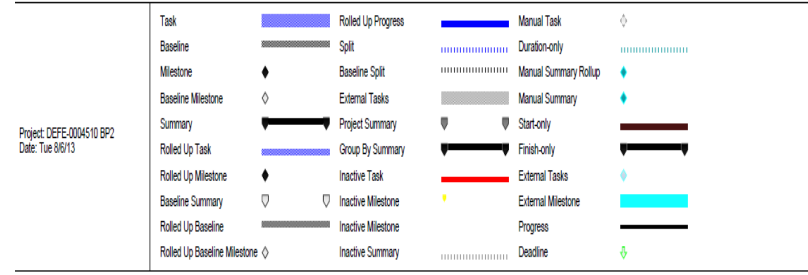 Project: DEFE-0004510 BP2
Date: Tue 8/6/13
Task
Baseline
Milestone
Baseline Milestone
Summary
Rolled Up Task
Rolled Up Milestone
Baseline Summary
Rolled Up Baseline
Rolled Up Baseline Milestone
Rolled Up Progress
Split
Baseline Split
External Tasks
Project Summary
Group By Summary
Inactive Task
Inactive Milestone
Inactive Milestone
Inactive Summary
Manual Task
Duration-only
Manual Summary Rollup
Manual Summary
Start-only
Finish-only
External Tasks
External Milestone
Progress
Deadline